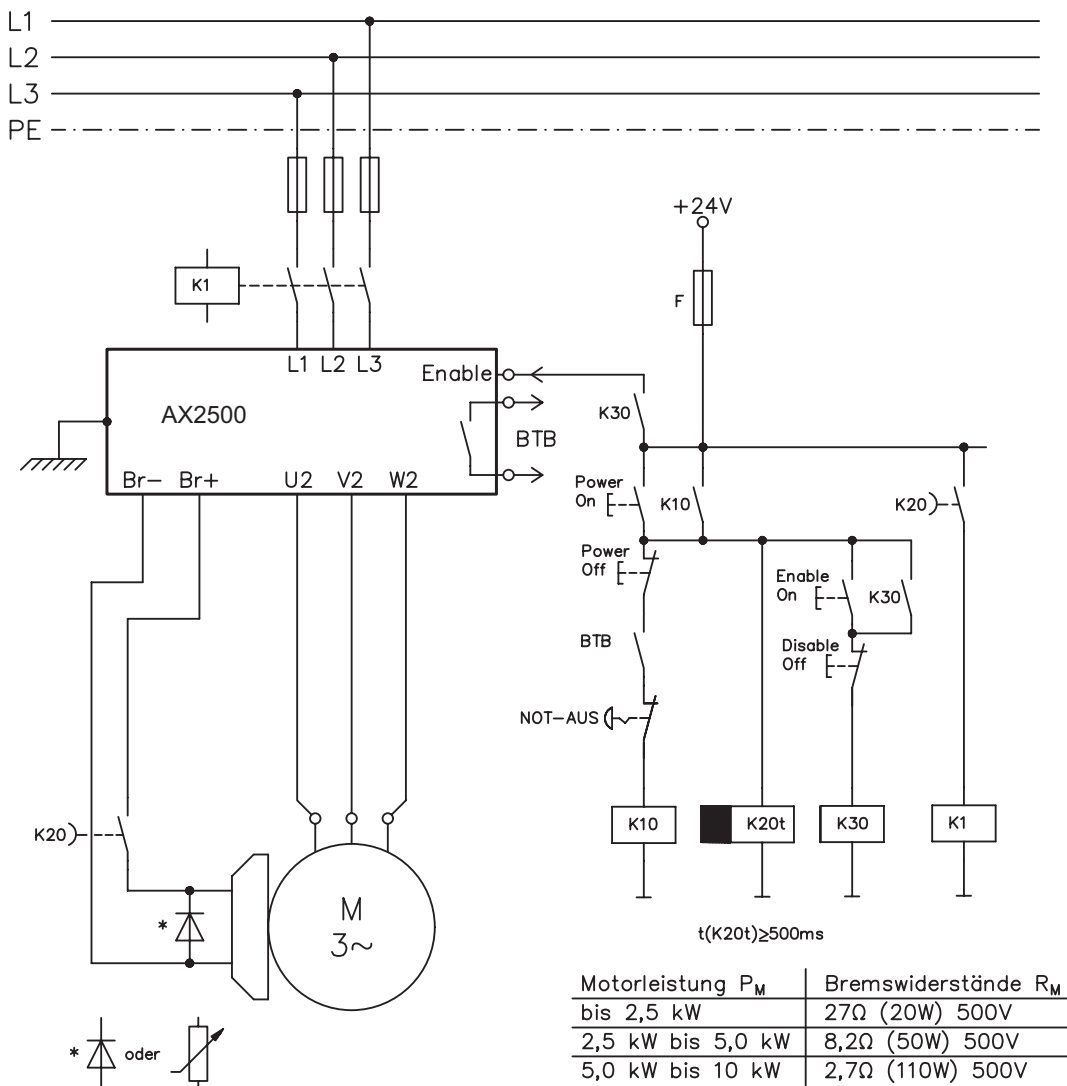 L1
L2
L3
PE
+24V
F
K1
L1 L2 L3
Enable
AX2500
BTB
Br- Br+ U2 V2 W2
K30
Power
On
K10
K20
Power
Off
Enable
On
K30
BTB
Disable
Off
NOT-AUS
K10 K20t K30 K1
K20
M
3~
*
t(K20t)≥500ms
* oder
Motorleistung PM Bremswiderstände RM
bis 2,5 kW 27Ω (20W) 500V
2,5 kW bis 5,0 kW 8,2Ω (50W) 500V
5,0 kW bis 10 kW 2,7Ω (110W) 500V